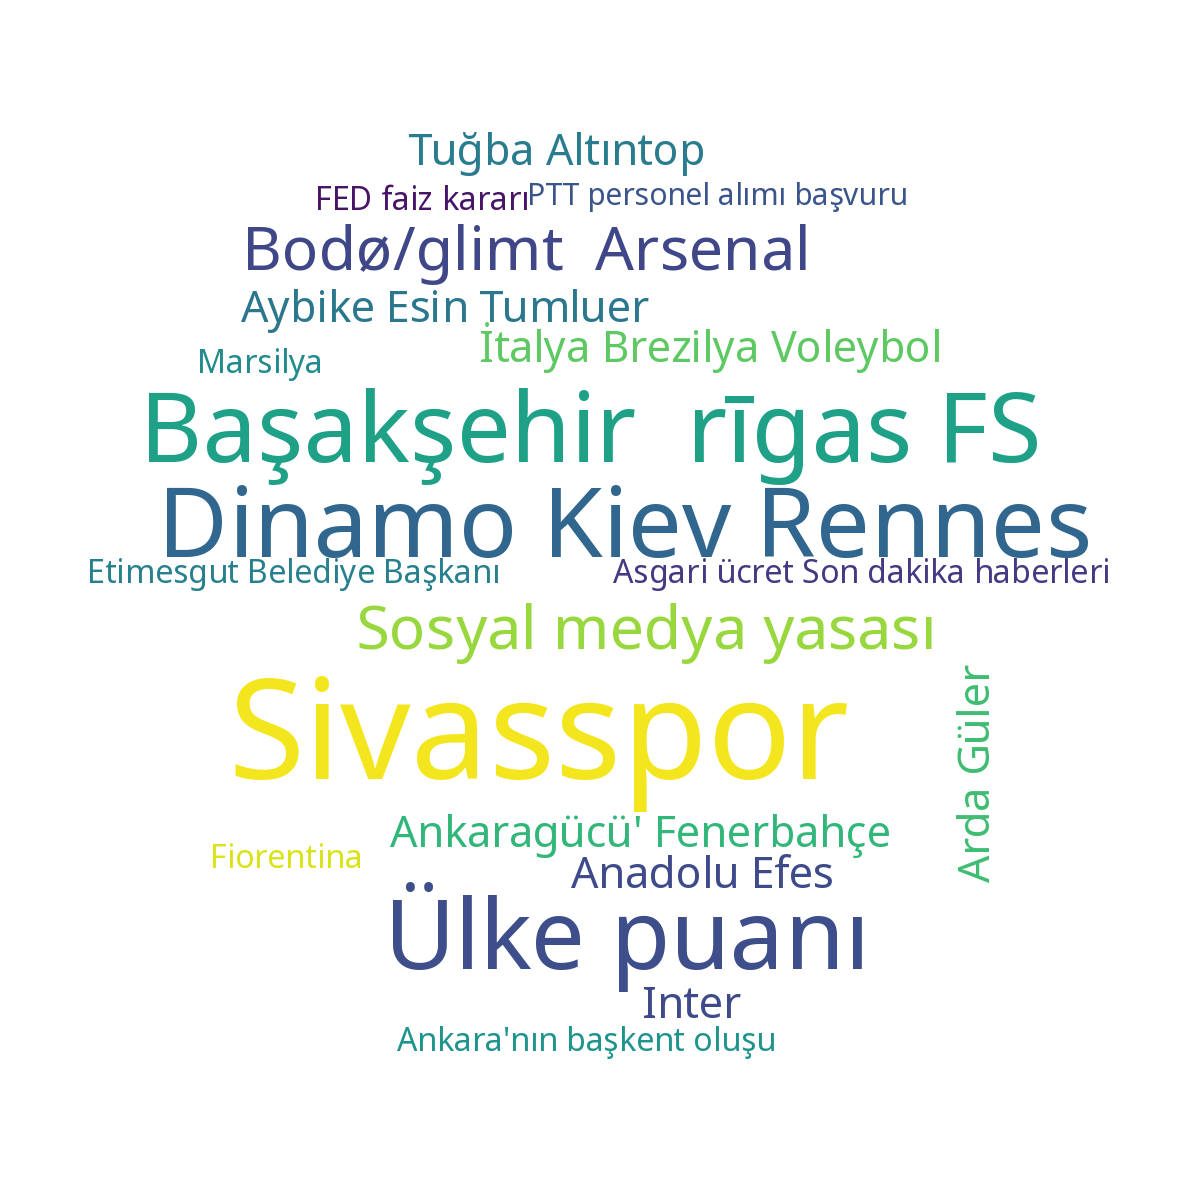 Tuğba Altıntop
FED faiz kararı
PTT personel alımı başvuru
Bodø/glimt  Arsenal
Aybike Esin Tumluer
İtalya Brezilya Voleybol
Marsilya
Başakşehir  rīgas FS
Dinamo Kiev Rennes
Etimesgut Belediye Başkanı
Asgari ücret Son dakika haberleri
Sosyal medya yasası
Sivasspor
Arda Güler
Ankaragücü' Fenerbahçe
Fiorentina
Anadolu Efes
Ülke puanı
Inter
Ankara'nın başkent oluşu